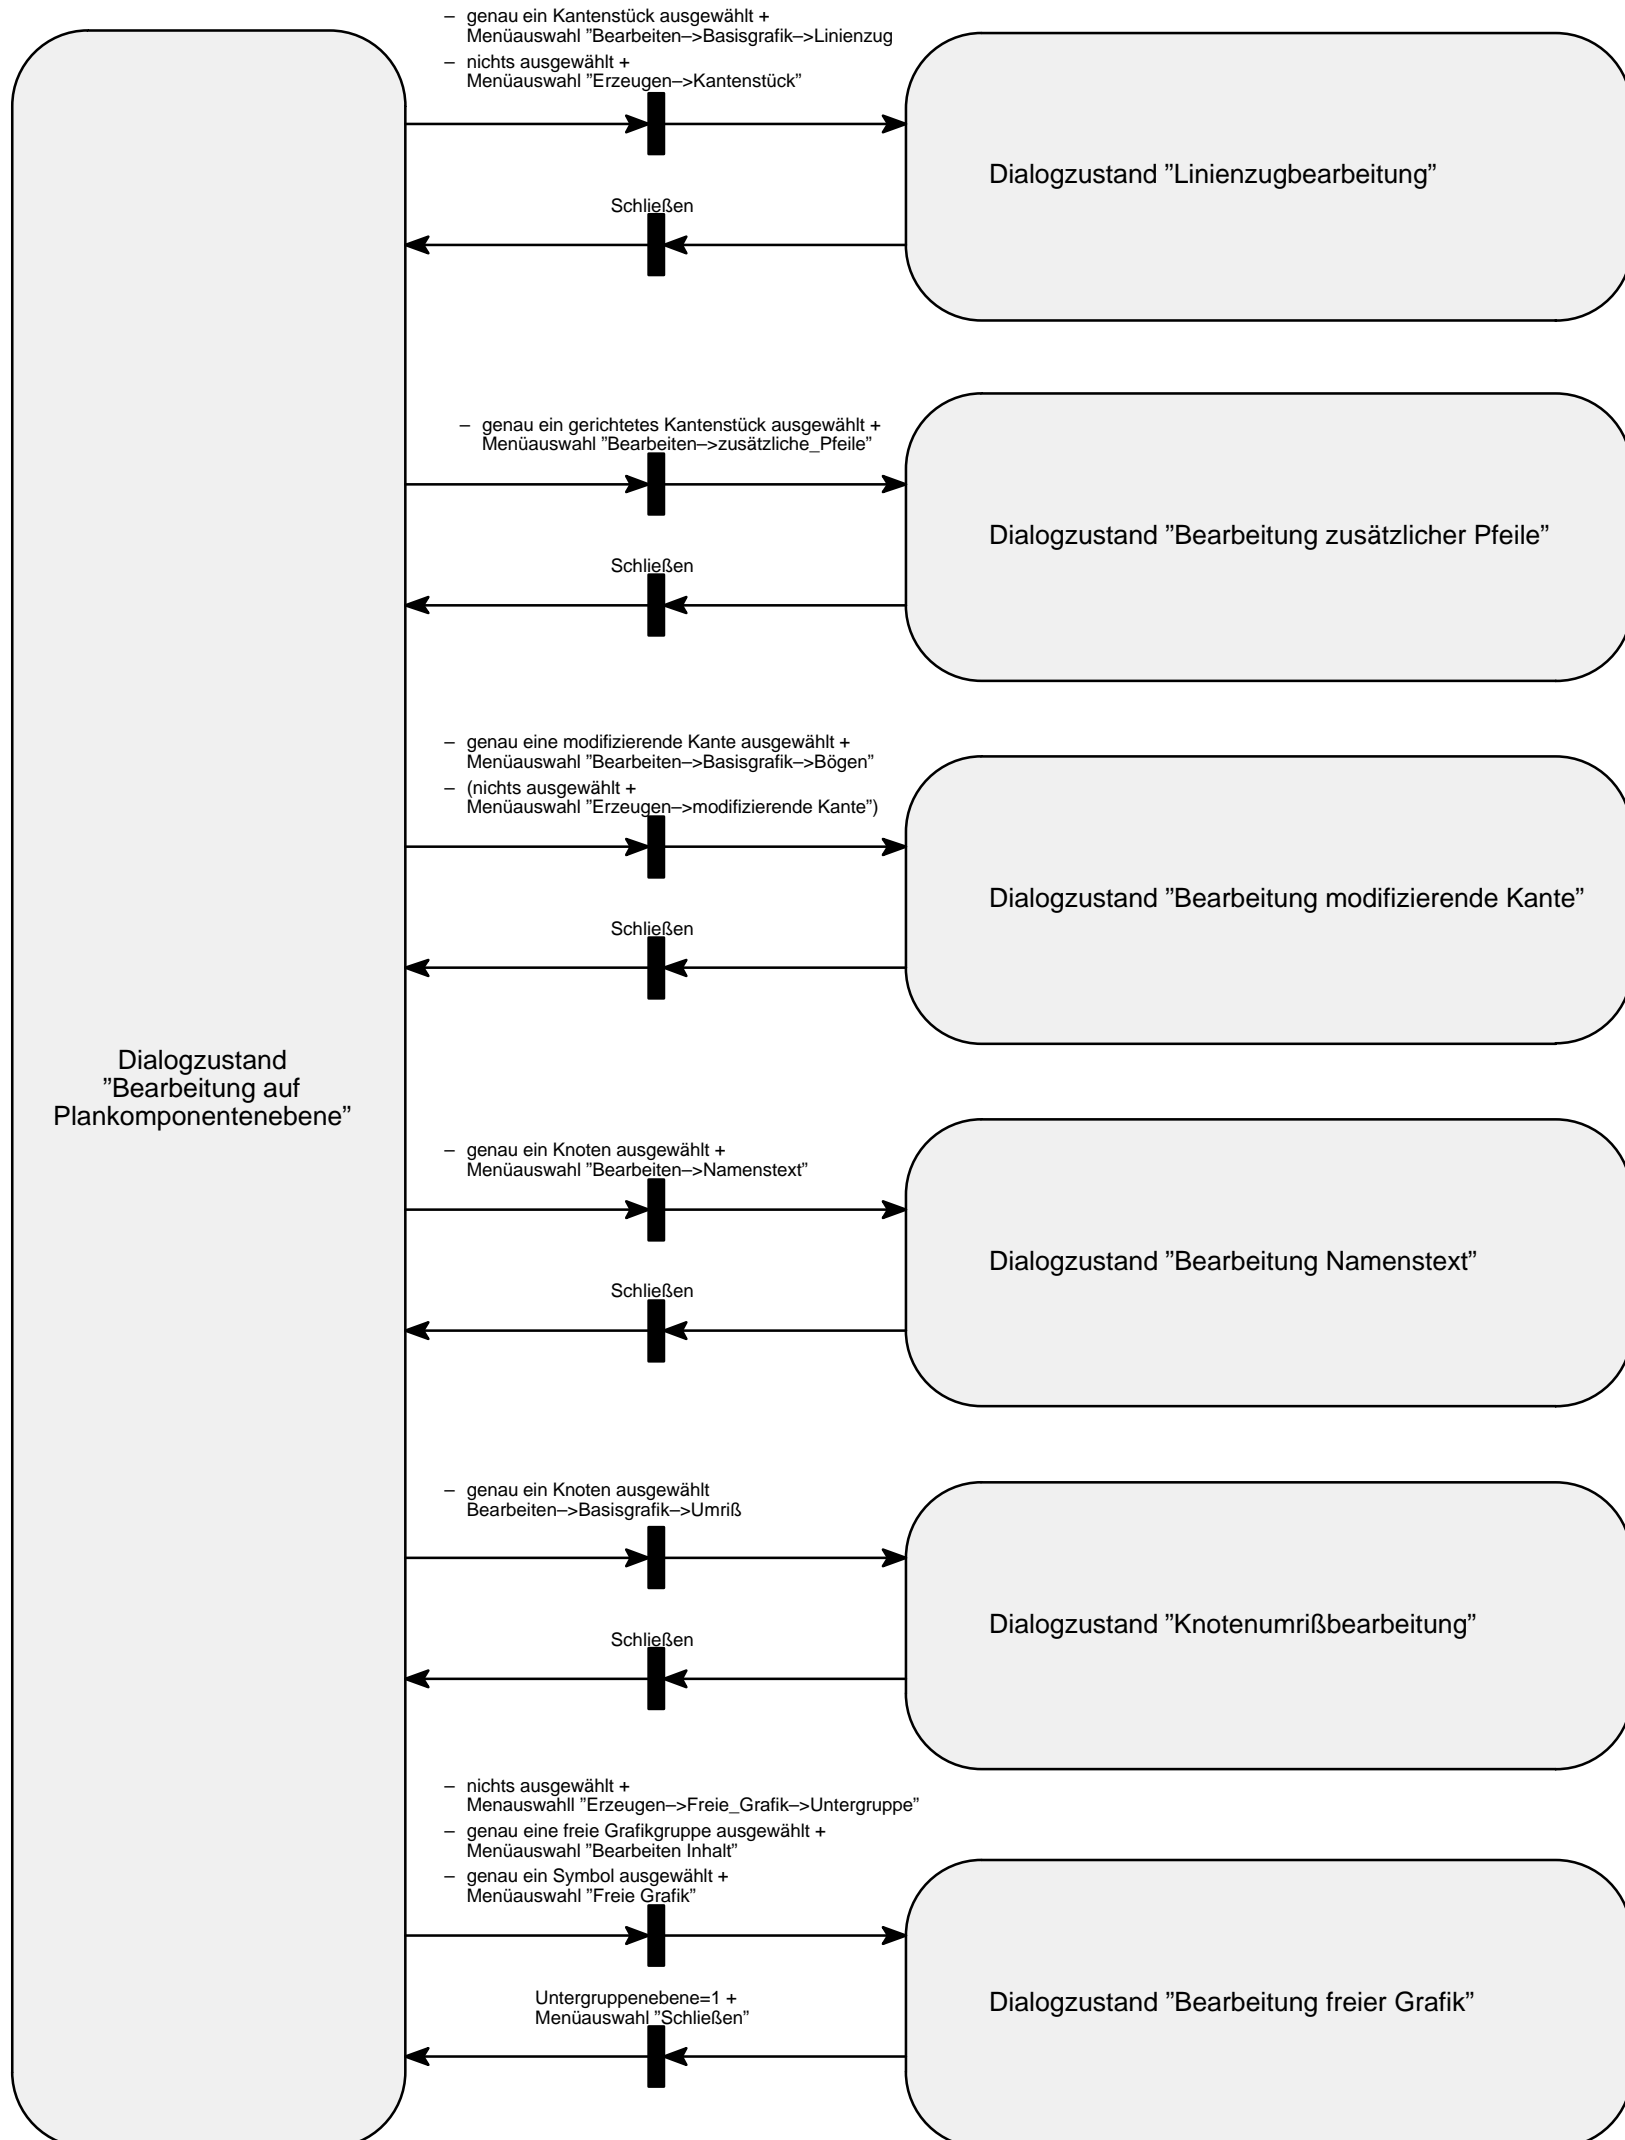 – genau ein Kantenstück ausgewählt +
Menüauswahl ”Bearbeiten–>Basisgrafik–>Linienzug
– nichts ausgewählt +
Menüauswahl ”Erzeugen–>Kantenstück”
Dialogzustand ”Linienzugbearbeitung”
Schließen
– genau ein gerichtetes Kantenstück ausgewählt +
Menüauswahl ”Bearbeiten–>zusätzliche_Pfeile”
Dialogzustand ”Bearbeitung zusätzlicher Pfeile”
Schließen
– genau eine modifizierende Kante ausgewählt +
Menüauswahl ”Bearbeiten–>Basisgrafik–>Bögen”
– (nichts ausgewählt +
Menüauswahl ”Erzeugen–>modifizierende Kante”)
Dialogzustand ”Bearbeitung modifizierende Kante”
Schließen
Dialogzustand
”Bearbeitung auf
Plankomponentenebene”
– genau ein Knoten ausgewählt +
Menüauswahl ”Bearbeiten–>Namenstext”
Dialogzustand ”Bearbeitung Namenstext”
Schließen
– genau ein Knoten ausgewählt
Bearbeiten–>Basisgrafik–>Umriß
Dialogzustand ”Knotenumrißbearbeitung”
Schließen
– nichts ausgewählt +
Menauswahll ”Erzeugen–>Freie_Grafik–>Untergruppe”
– genau eine freie Grafikgruppe ausgewählt +
Menüauswahl ”Bearbeiten Inhalt”
– genau ein Symbol ausgewählt +
Menüauswahl ”Freie Grafik”
Dialogzustand ”Bearbeitung freier Grafik”
Untergruppenebene=1 +
Menüauswahl ”Schließen”